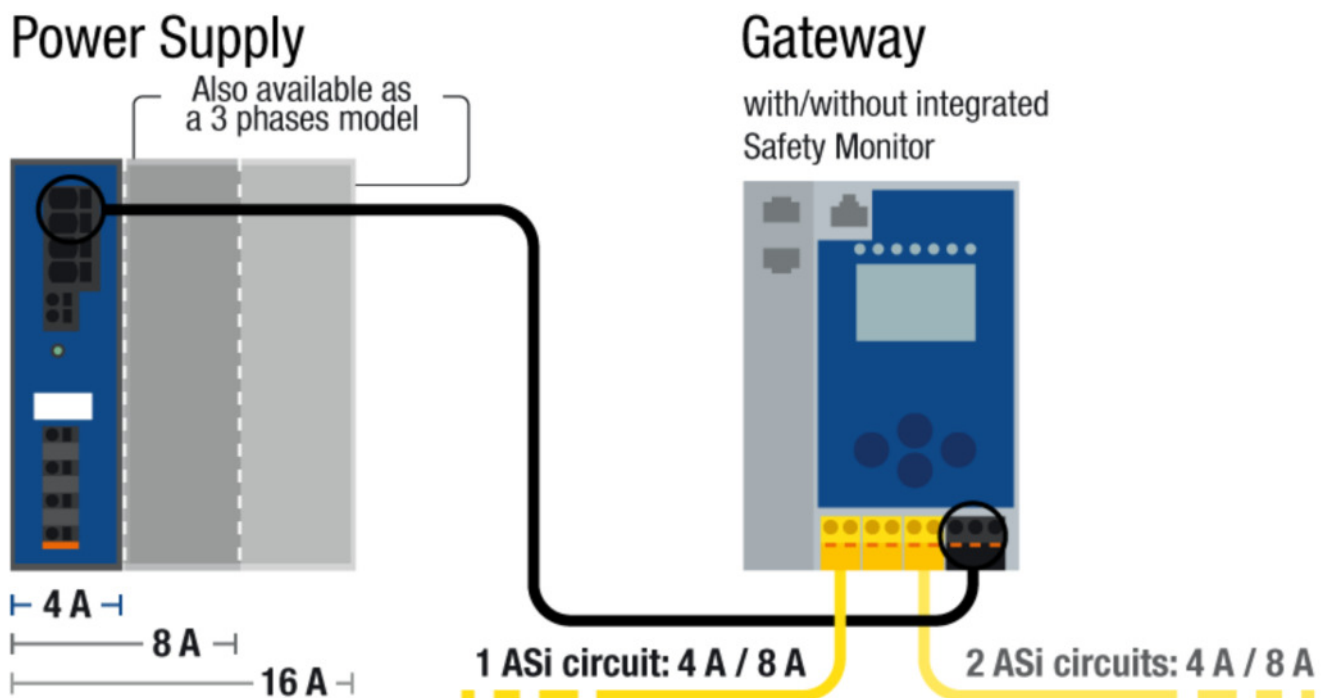 Power Supply
Also available as
a 3 phases model
Gateway
with/without integrated
Safety Monitor
4 A
8 A
16 A
1 ASi circuit: 4 A / 8 A
2 ASi circuits: 4 A / 8 A